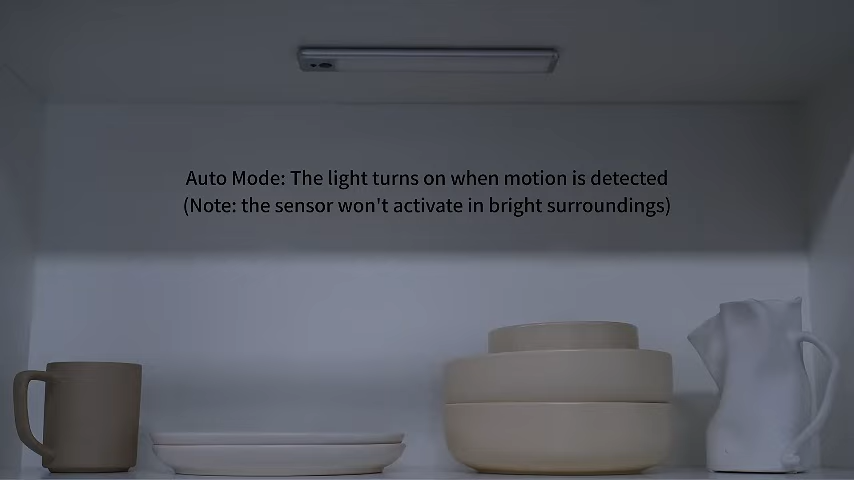 Auto Mode: The light turns on when motion is detected
(Note: the sensor won't activate in bright surroundings)